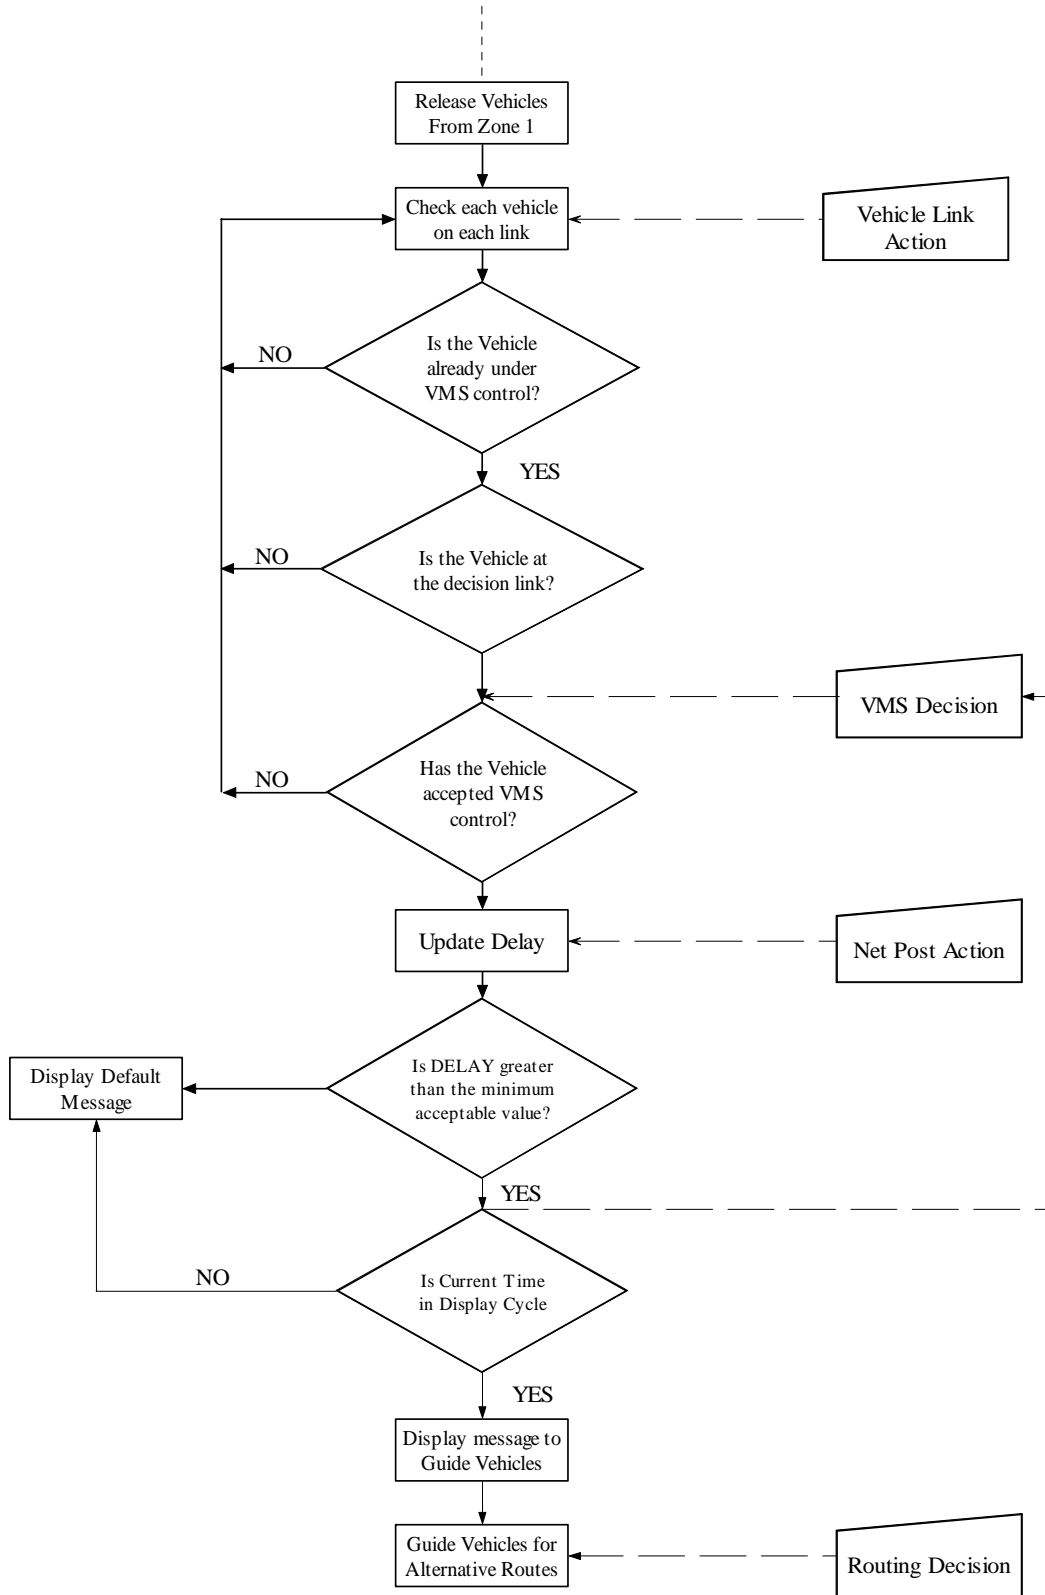 Release Vehicles
From Zone 1
Check each vehicle
on each link
Vehicle Link
Action
Is the Vehicle
already under
VMS control?
NO
YES
Is the Vehicle at
the decision link?
NO
VMS Decision
Has the Vehicle
accepted VMS
control?
NO
Update Delay
Net Post Action
Is DELAY greater
than the minimum
acceptable value?
Display Default
Message
YES
Is Current Time
in Display Cycle
NO
YES
Display message to
Guide Vehicles
Guide Vehicles for
Alternative Routes
Routing Decision